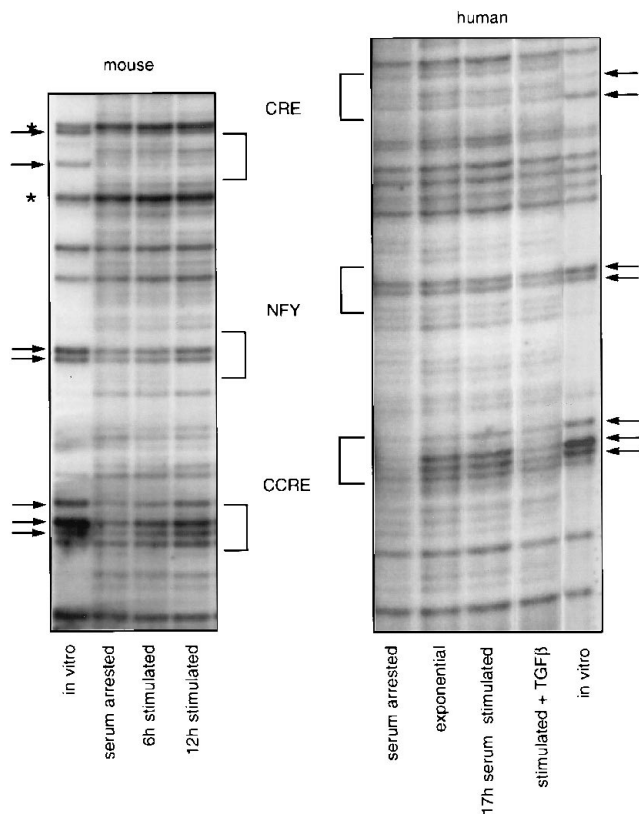 human
mouse
CRE
*
*
NFY
CCRE
in vitro
serum arrested
6h stimulated
12h stimulated
serum arrested
exponential
17h serum stimulated
stimulated + TGFβ
in vitro